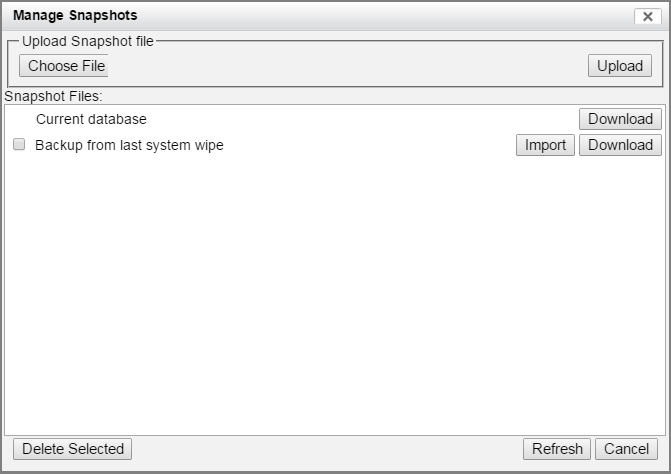 Manage Snapshots
Upload Snapshot file
Choose File Upload
Snapshot Files:
Current database Download
Backup from last system wipe Import Download
Delete Selected Refresh Cancel